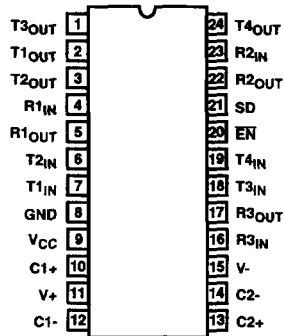 T3OUT 1 24 T4OUT
T1OUT 2 23 R2IN
T2OUT 3 22 R2OUT
R1IN 4 21 SD
R1OUT 5 20 EN
T2IN 6 19 T4IN
T1IN 7 18 T3IN
GND 8 17 R3OUT
VCC 9 16 R3IN
C1+ 10 15 V-
V+ 11 14 C2-
C1- 12 13 C2+